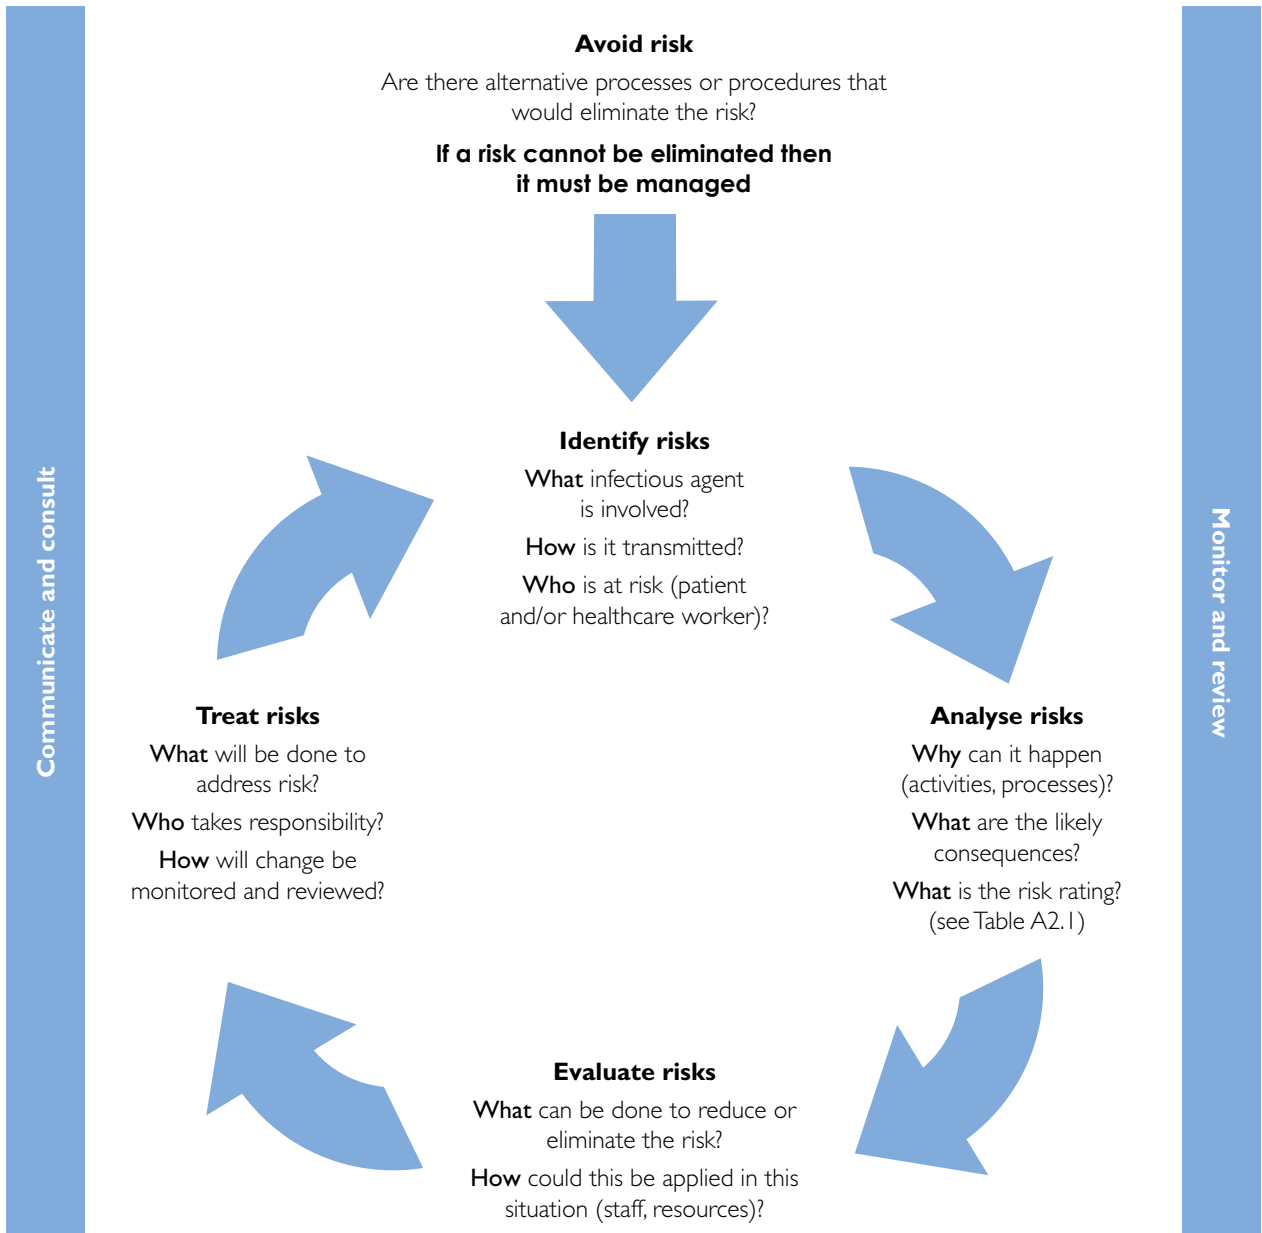 Avoid risk
Are there alternative processes or procedures that
would eliminate the risk?
If a risk cannot be eliminated then
it must be managed
Communicate and consult
Monitor and review
Identify risks
What infectious agent
is involved?
How is it transmitted?
Who is at risk (patient
and/or healthcare worker)?
Analyse risks
Why can it happen
(activities, processes)?
What are the likely
consequences?
What is the risk rating?
(see Table A2.1)
Evaluate risks
What can be done to reduce or
eliminate the risk?
How could this be applied in this
situation (staff, resources)?
Treat risks
What will be done to
address risk?
Who takes responsibility?
How will change be
monitored and reviewed?